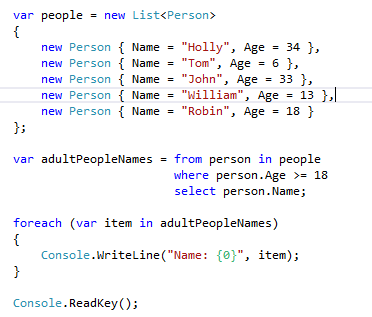 var people = new List<Person>
{
    new Person { Name = "Holly", Age = 34 },
    new Person { Name = "Tom", Age = 6 },
    new Person { Name = "John", Age = 33 },
    new Person { Name = "William", Age = 13 },
    new Person { Name = "Robin", Age = 18 }
};

var adultPeopleNames = from person in people
                       where person.Age >= 18
                       select person.Name;

foreach (var item in adultPeopleNames)
{
    Console.WriteLine("Name: {0}", item);
}

Console.ReadKey();